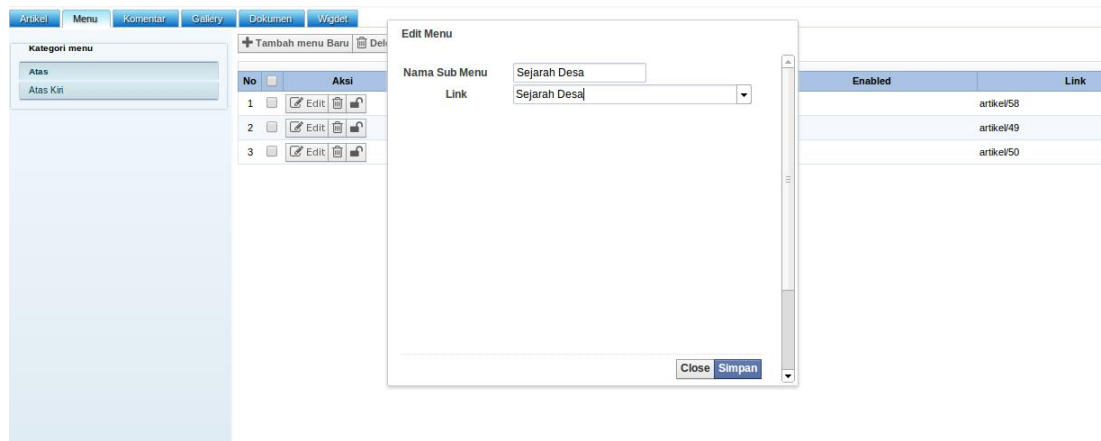 Artikel Menu Komentar Gallery Dokumen Wigdet
Kategori menu
Atas
Atas Kiri
Tambah menu Baru
No Aksi Enabled Link
1 Edit artikel/58
2 Edit artikel/49
3 Edit artikel/50
Edit Menu
Nama Sub Menu Sejarah Desa
Link Sejarah Desa
Close Simpan